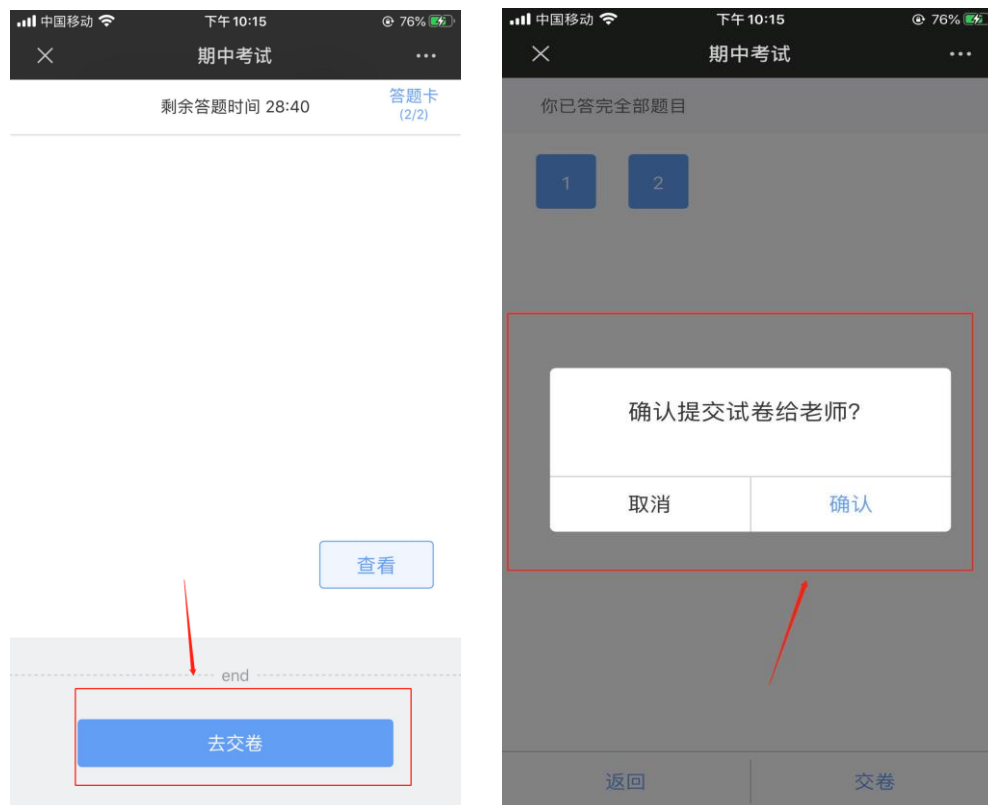 中国移动
下午10:15
76%
期中考试
剩余答题时间 28:40
答题卡
(2/2)
查看
end
去交卷
中国移动
下午10:15
76%
期中考试
你已答完全部题目
1
2
确认提交试卷给老师?
取消
确认
返回
交卷